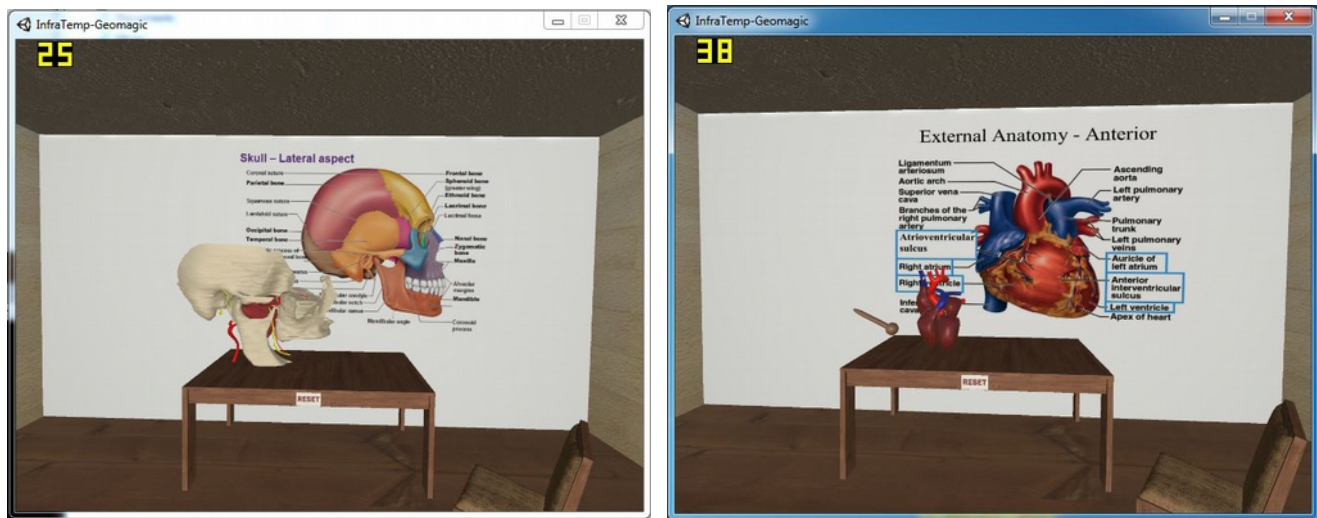 InfraTemp-Geomagic
25
Skull – Lateral aspect
Coronal suture
Parietal bone
Squamous suture
Lambdoid suture
Occipital bone
Temporal bone
Frontal bone
Sphenoid bone
(greater wing)
Ethmoid bone
Lacrimal bone
Lacrimal fossa
Nasal bone
Zygomatic
bone
Maxilla
Alveolar
margins
Mandible
Mandibular angle
Coronoid
process
RESET
InfraTemp-Geomagic
38
External Anatomy - Anterior
Ligamentum
arteriosum
Aortic arch
Superior vena
cava
Branches of the
right pulmonary
artery
Atrioventricular
sulcus
Right atrium
Right
cava
Ascending
aorta
Left pulmonary
artery
Pulmonary
trunk
Left pulmonary
veins
Auricle of
left atrium
Anterior
interventricular
sulcus
Left ventricle
Apex of heart
RESET